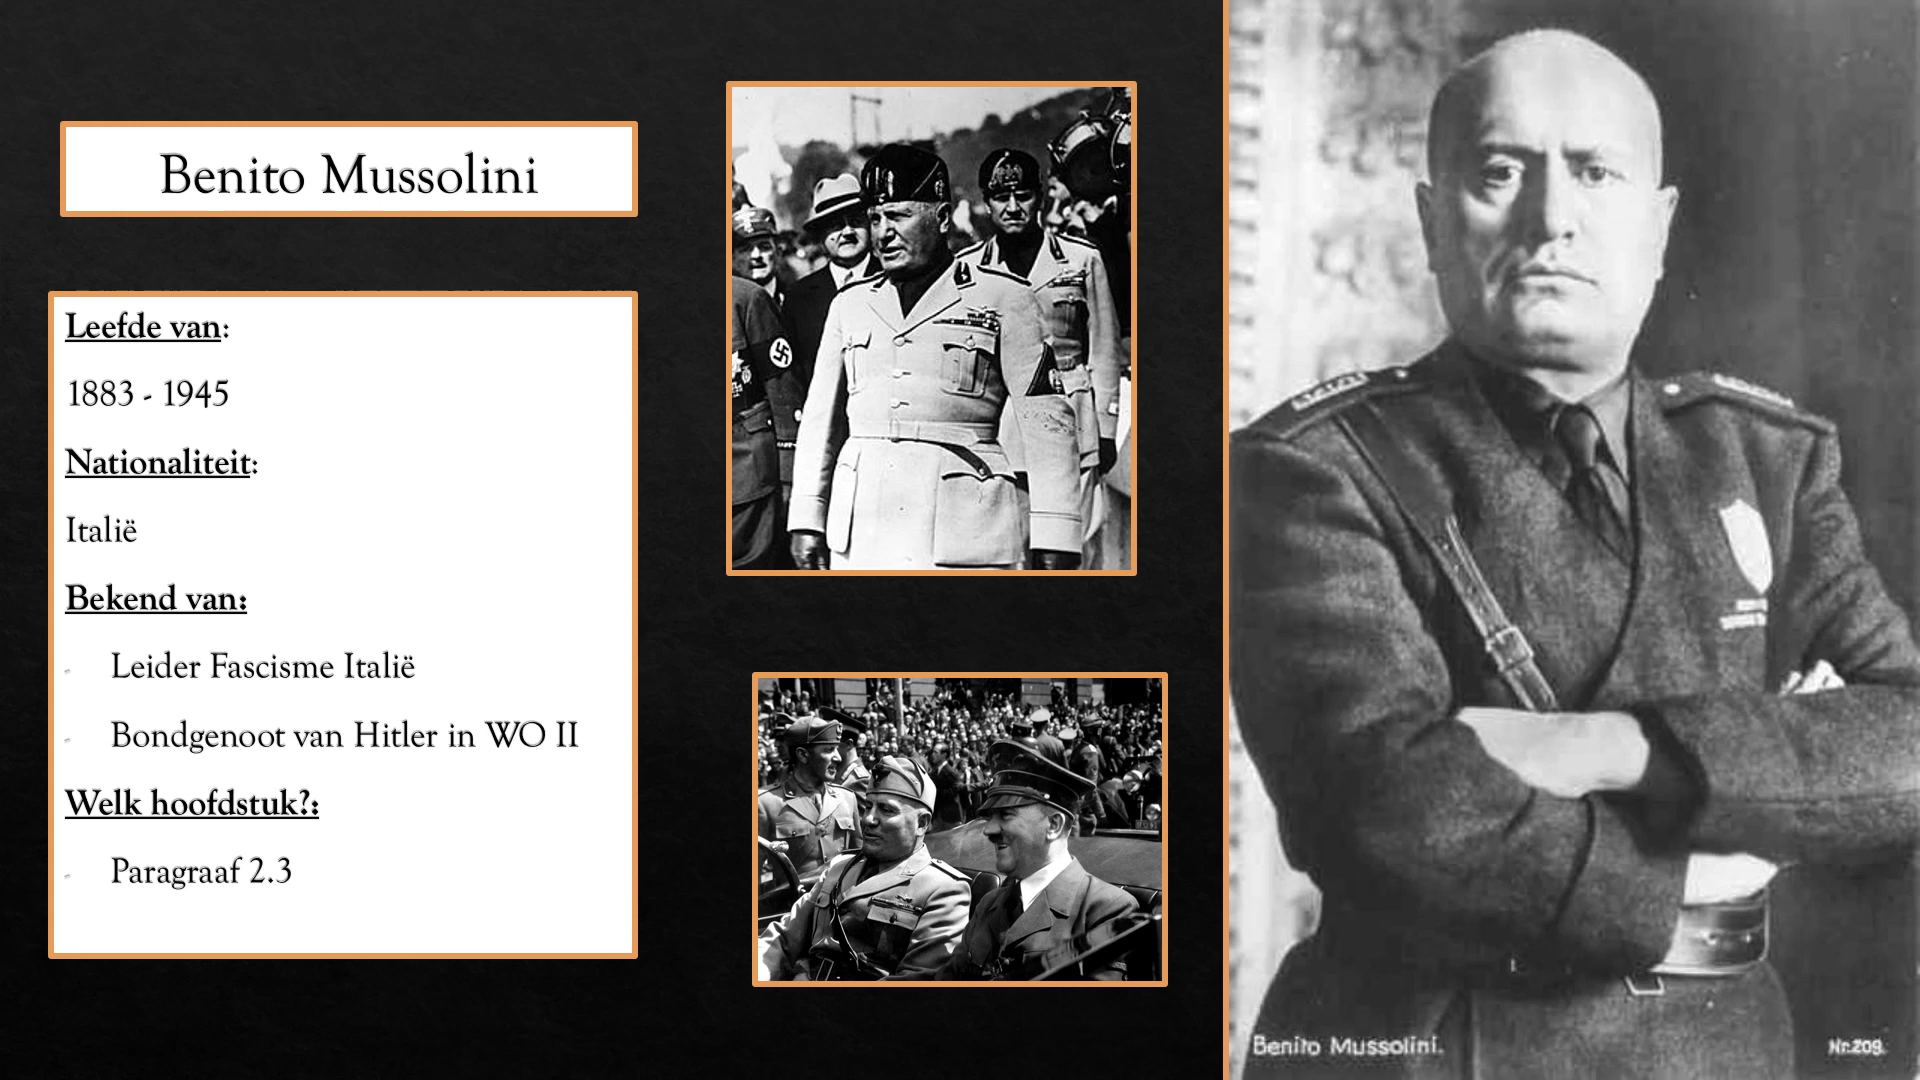 Benito Mussolini
Leefde van:
1883 - 1945
Nationaliteit:
Italië
Bekend van:
- Leider Fascisme Italië
- Bondgenoot van Hitler in WO II
Welk hoofdstuk?:
- Paragraaf 2.3
Benito Mussolini.
Nr.209.